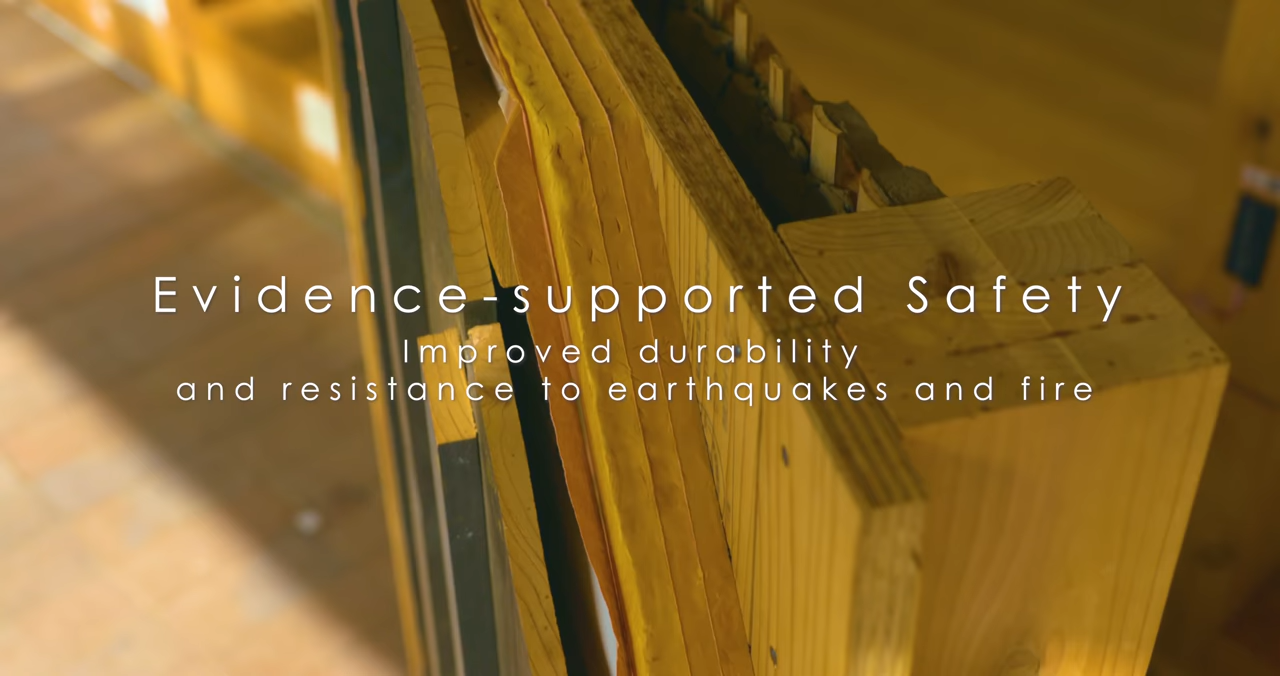 Evidence-supported Safety
Improved durability
and resistance to earthquakes and fire